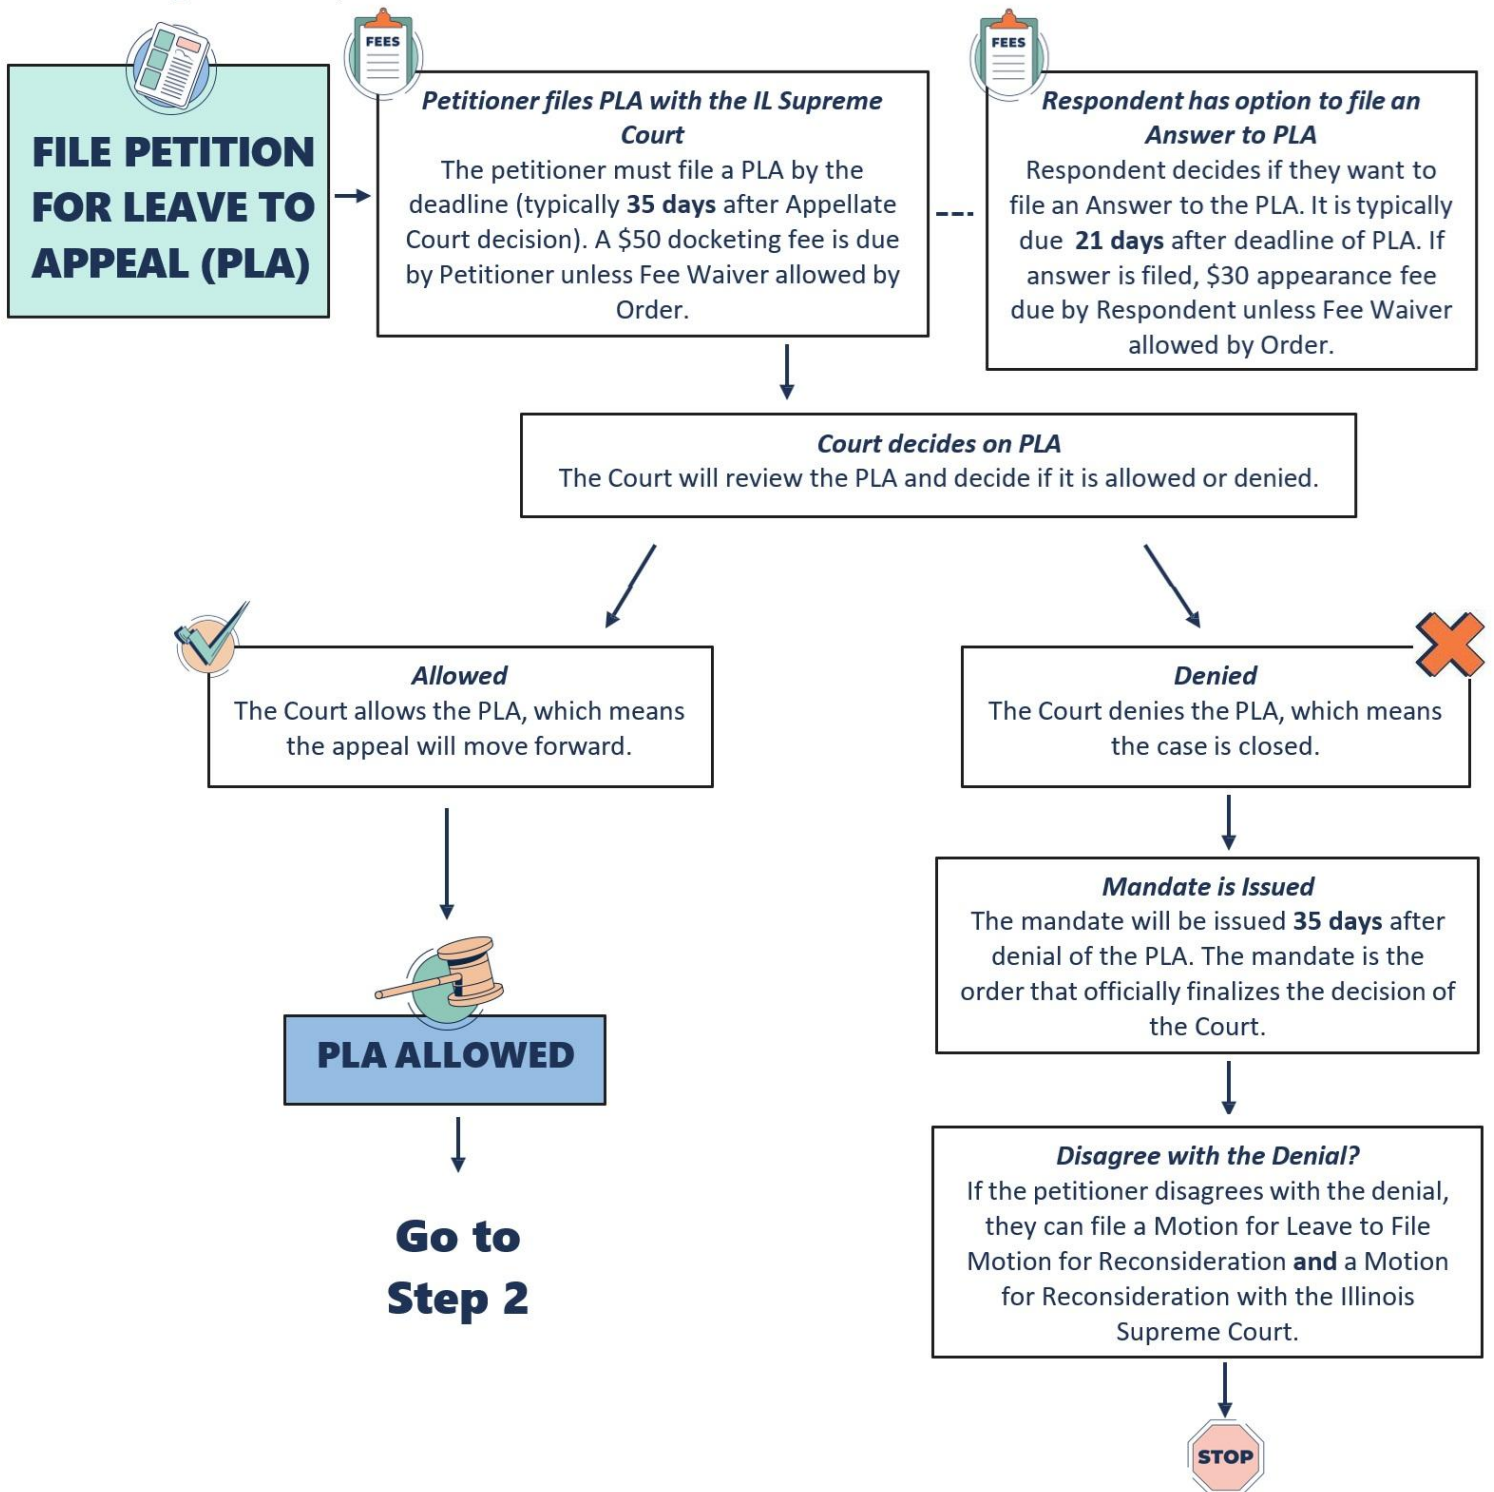 FILE PETITION
FOR LEAVE TO
APPEAL (PLA)
FEES
Petitioner files PLA with the IL Supreme
Court
The petitioner must file a PLA by the
deadline (typically 35 days after Appellate
Court decision). A $50 docketing fee is due
by Petitioner unless Fee Waiver allowed by
Order.
FEES
Respondent has option to file an
Answer to PLA
Respondent decides if they want to
file an Answer to the PLA. It is typically
due 21 days after deadline of PLA. If
answer is filed, $30 appearance fee
due by Respondent unless Fee Waiver
allowed by Order.
Court decides on PLA
The Court will review the PLA and decide if it is allowed or denied.
Allowed
The Court allows the PLA, which means
the appeal will move forward.
PLA ALLOWED
Go to
Step 2
Denied
The Court denies the PLA, which means
the case is closed.
Mandate is Issued
The mandate will be issued 35 days after
denial of the PLA. The mandate is the
order that officially finalizes the decision of
the Court.
Disagree with the Denial?
If the petitioner disagrees with the denial,
they can file a Motion for Leave to File
Motion for Reconsideration and a Motion
for Reconsideration with the Illinois
Supreme Court.
STOP